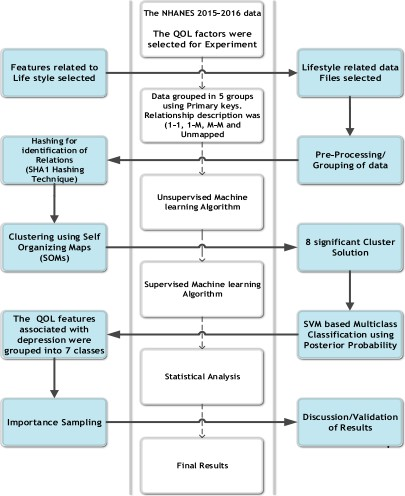 The NHANES 2015-2016 data
The QOL factors were
selected for Experiment
Features related to
Life style selected
Lifestyle related data
Files selected
Data grouped in 5 groups
using Primary keys.
Relationship description was
(1-1, 1-M, M-M and
Unmapped
Hashing for
identification of
Relations
(SHA1 Hashing
Technique)
Pre-Processing/
Grouping of data
Unsupervised Machine
learning Algorithm
Clustering using Self
Organizing Maps
(SOMs)
8 significant Cluster
Solution
Supervised Machine learning
Algorithm
The QOL features
associated with
depression were
grouped into 7 classes
SVM based Multiclass
Classification using
Posterior Probability
Statistical Analysis
Importance Sampling
Discussion/Validation
of Results
Final Results